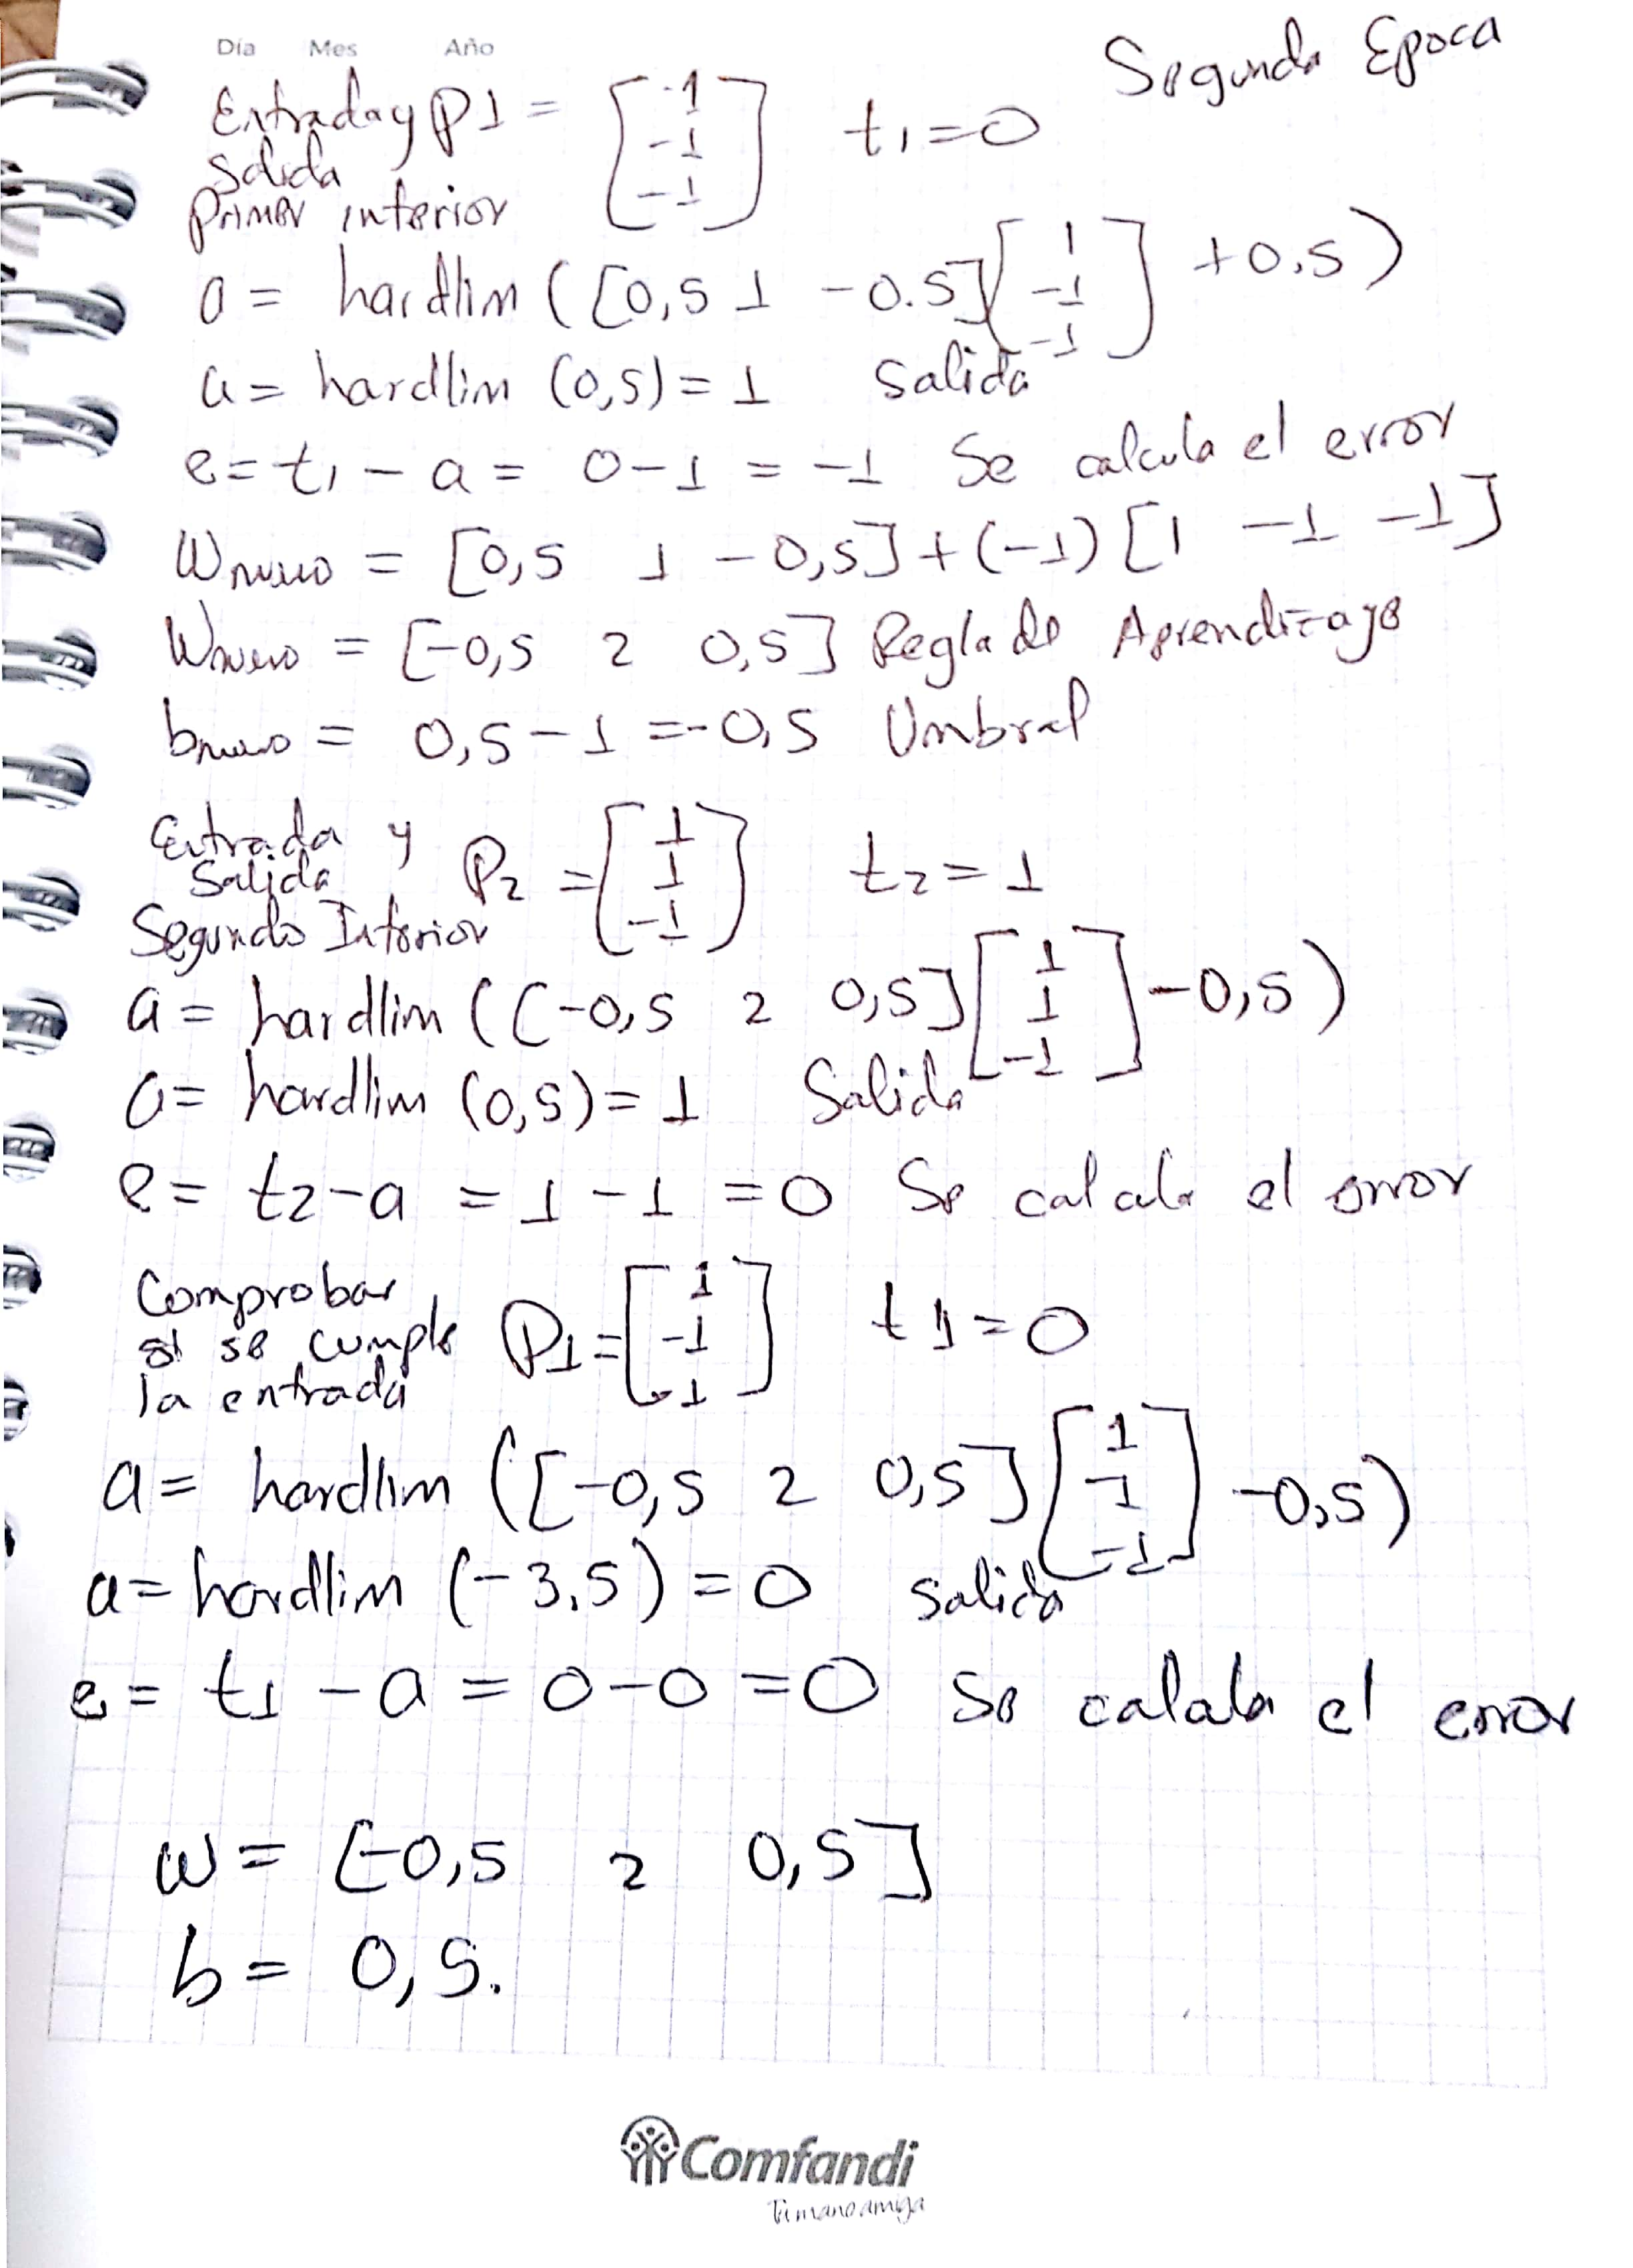 Día Mes Año
Segunda Epoca
Entrada y P1 = [-1 -1 -1] t1=0
Salida
Primer interior
a = hardlim ([0,5 1 -0.5][1 -1 -1] +0.5)
a = hardlim (0,5) = 1 Salida
e = t1 - a = 0-1 = -1 Se calcula el error
Wnuevo = [0,5 1 -0,5]+(-1)[1 -1 -1]
Wnuevo = [-0,5 2 0,5] Regla de Aprendizaje
bnuevo = 0,5-1 =-0,5 Umbral
Entrada y P2 = [1 1 -1] t2=1
Salida
Segundo Interior
a = hardlim ([-0,5 2 0,5][1 1 -1]-0,5)
a = hardlim (0,5)= 1 Salida
e = t2-a = 1-1 =0 Se calcula el error
Comprobar
si se cumple P1=[1 -1 -1] t1=0
la entrada
a = hardlim ([-0,5 2 0,5][1 -1 -1] -0,5)
a = hardlim (-3.5) = 0 Salida
e = t1 - a = 0-0 =0 Se calcula el error
w = [-0,5 2 0,5]
b = 0,5.
Comfandi
Tu mano amiga